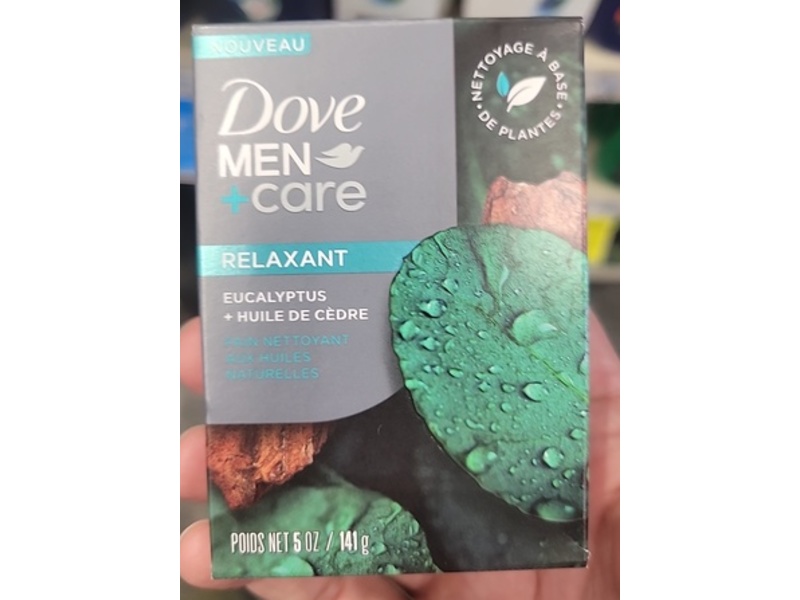 NOUVEAU
Dove
MEN
+care
NETTOYAGE À BASE
• DE PLANTES •
RELAXANT
EUCALYPTUS
+ HUILE DE CÈDRE
PAIN NETTOYANT
AUX HUILES
NATURELLES
POIDS NET 5 OZ / 141 g